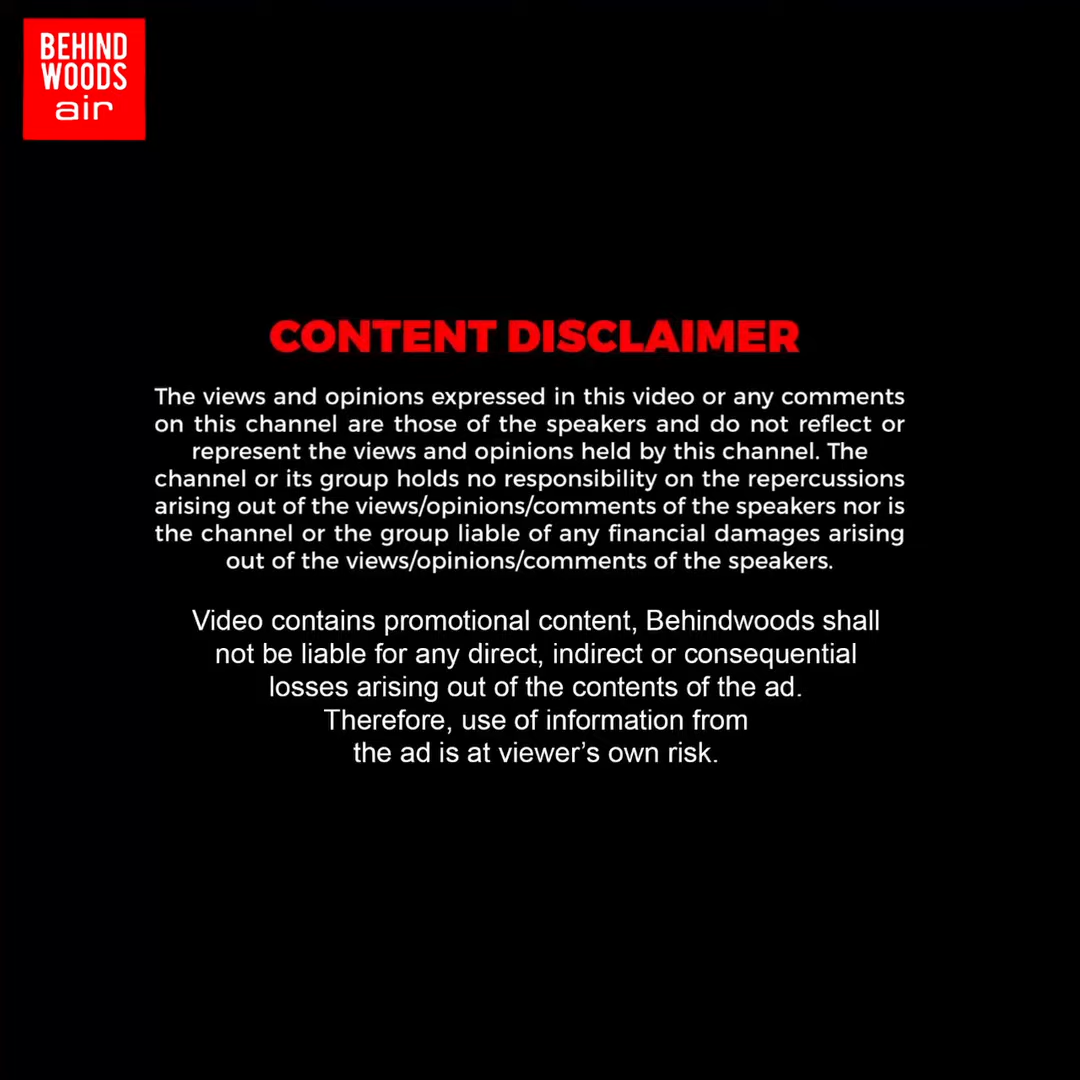 BEHIND
WOODS
air
CONTENT DISCLAIMER
The views and opinions expressed in this video or any comments
on this channel are those of the speakers and do not reflect or
represent the views and opinions held by this channel. The
channel or its group holds no responsibility on the repercussions
arising out of the views/opinions/comments of the speakers nor is
the channel or the group liable of any financial damages arising
out of the views/opinions/comments of the speakers.
Video contains promotional content, Behindwoods shall
not be liable for any direct, indirect or consequential
losses arising out of the contents of the ad.
Therefore, use of information from
the ad is at viewer’s own risk.